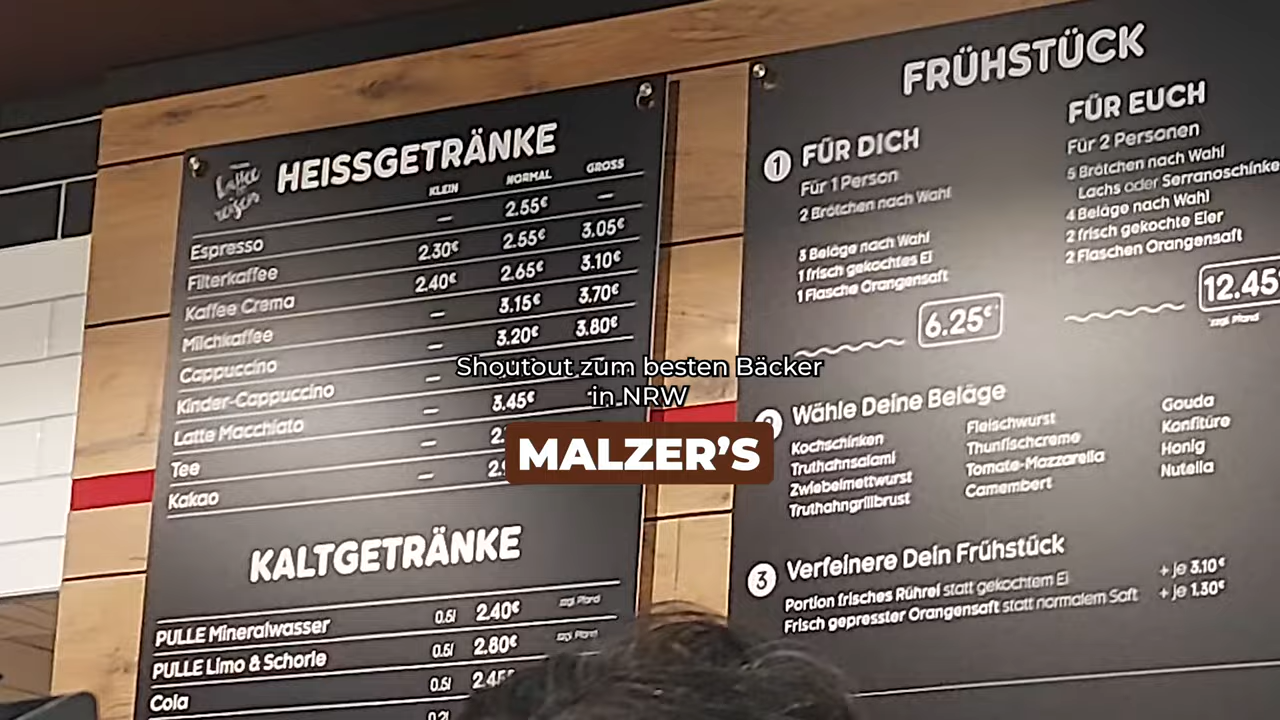 Kaffee
HEISSGETRÄNKE
KLEIN NORMAL GROSS
Espresso — 2.55€ —
Filterkaffee 2.30€ 2.55€ 3.05€
Kaffee Crema 2.40€ 2.65€ 3.10€
Milchkaffee — 3.15€ 3.70€
Cappuccino — 3.20€ 3.80€
Kinder-Cappuccino —
Latte Macchiato — 3.45€
Tee —
Kakao —
KALTGETRÄNKE
zzgl. Pfand
PULLE Mineralwasser 0.5l 2.40€
zzgl. Pfand
PULLE Limo & Schorle 0.5l 2.80€
Cola 0.5l
0.2l
Shoutout zum besten Bäcker
in NRW
MALZER'S
FRÜHSTÜCK
1 FÜR DICH
Für 1 Person
2 Brötchen nach Wahl
3 Beläge nach Wahl
1 frisch gekochtes Ei
1 Flasche Orangensaft
6.25€
FÜR EUCH
Für 2 Personen
5 Brötchen nach Wahl
Lachs oder Serranoschinke
4 Beläge nach Wahl
2 frisch gekochte Eier
2 Flaschen Orangensaft
12.45
zzgl. Pfand
Wähle Deine Beläge
Kochschinken
Truthahnsalami
Zwiebelmettwurst
Truthahngrillbrust
Fleischwurst
Thunfischcreme
Tomate-Mozzarella
Camembert
Gouda
Konfitüre
Honig
Nutella
3 Verfeinere Dein Frühstück
Portion frisches Rührei statt gekochtem Ei + je 3.10€
Frisch gepresster Orangensaft statt normalem Saft + je 1.30€